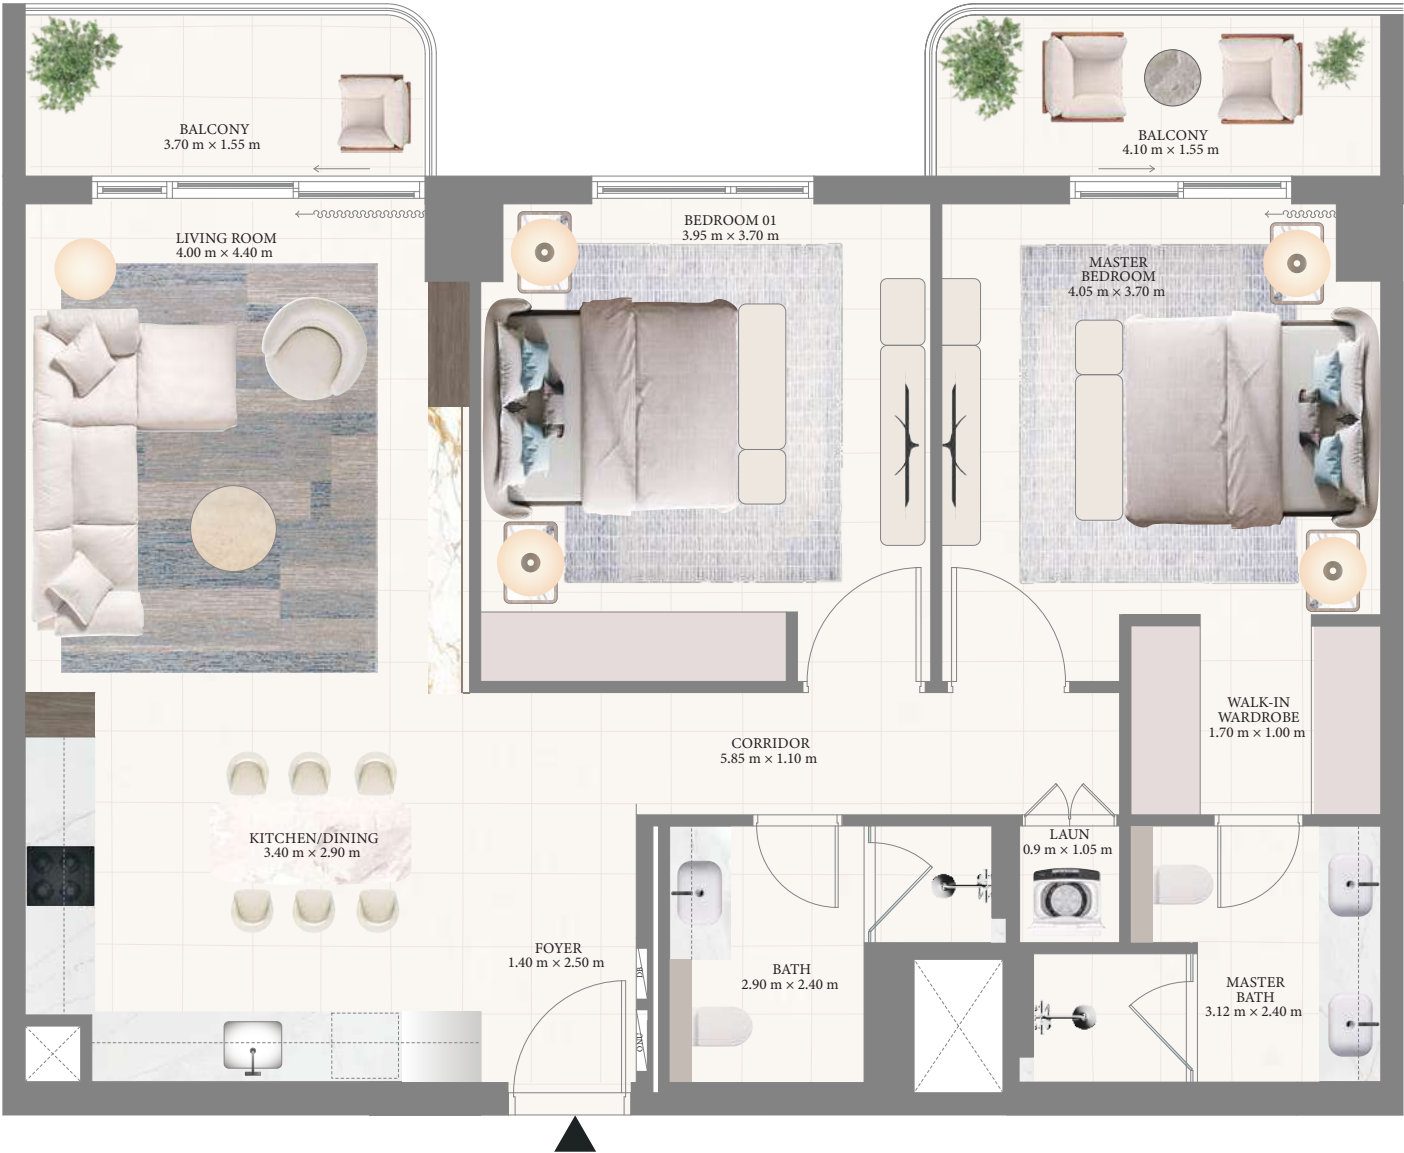 BALCONY
3.70 m × 1.55 m
BALCONY
4.10 m × 1.55 m
LIVING ROOM
4.00 m × 4.40 m
BEDROOM 01
3.95 m × 3.70 m
MASTER
BEDROOM
4.05 m × 3.70 m
WALK-IN
WARDROBE
1.70 m × 1.00 m
CORRIDOR
5.85 m × 1.10 m
KITCHEN/DINING
3.40 m × 2.90 m
LAUN
0.9 m × 1.05 m
FOYER
1.40 m × 2.50 m
BATH
2.90 m × 2.40 m
MASTER
BATH
3.12 m × 2.40 m
DB
ONU